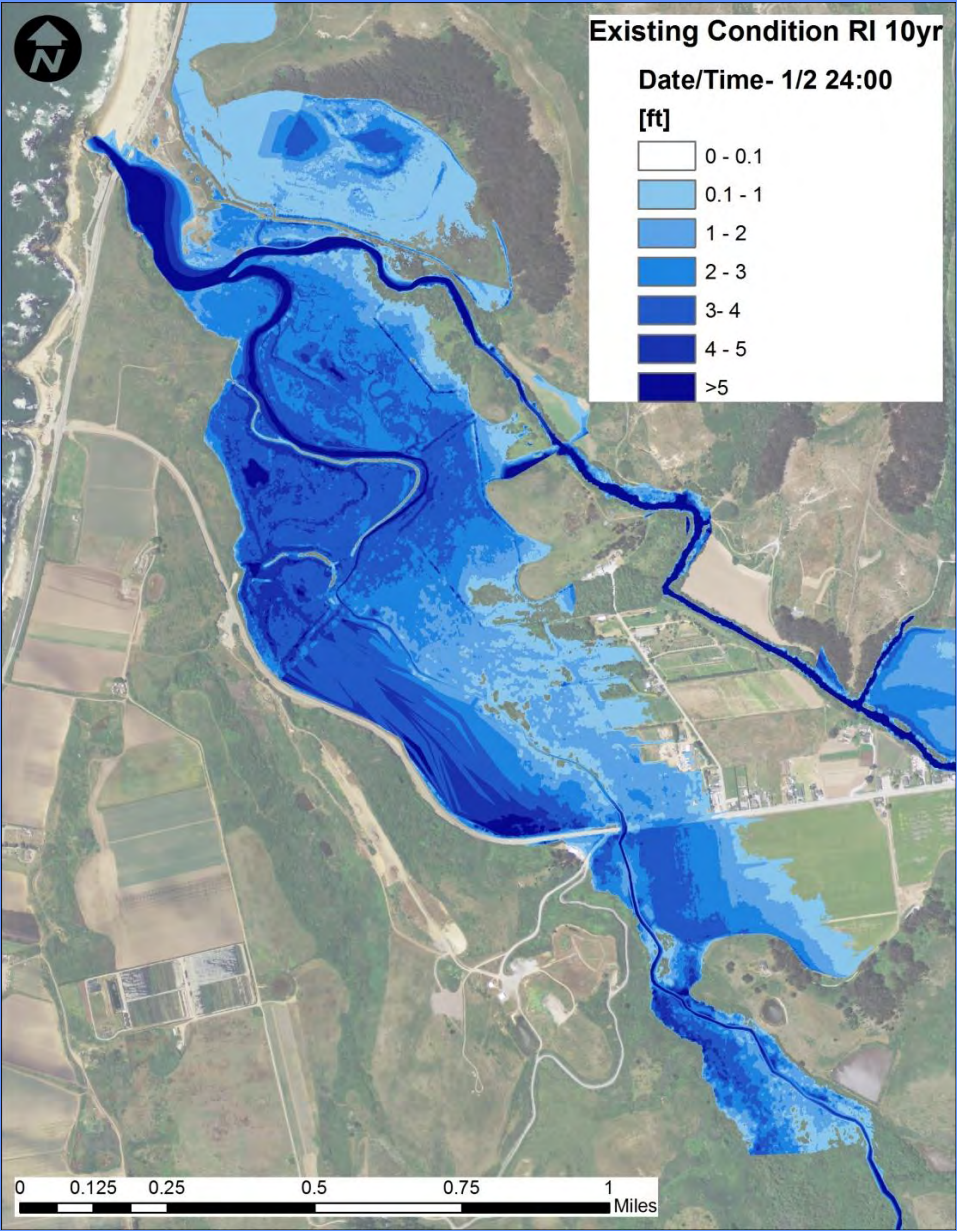 N
Existing Condition RI 10yr
Date/Time- 1/2 24:00
[ft]
0 - 0.1
0.1 - 1
1 - 2
2 - 3
3- 4
4 - 5
>5
0 0.125 0.25 0.5 0.75 1
Miles